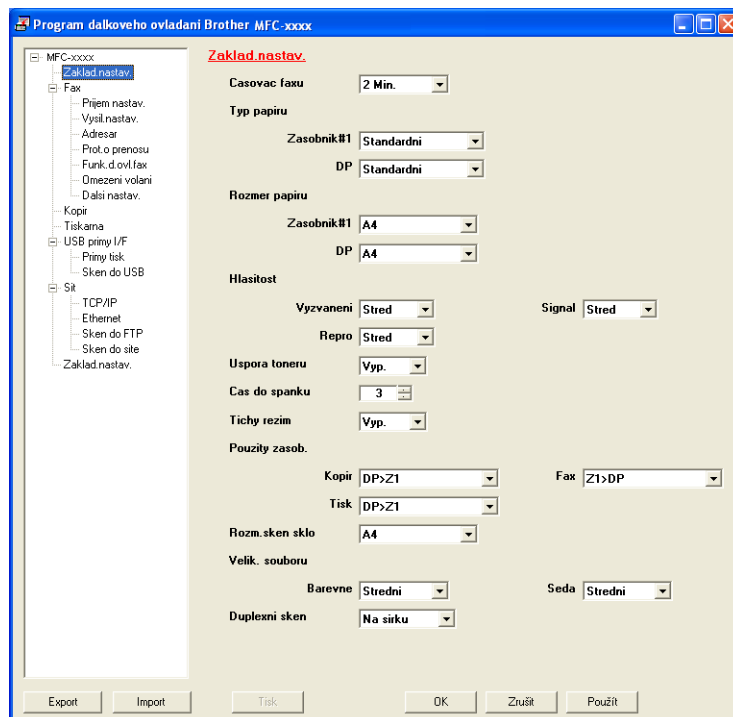 Program dalkoveho ovladani Brother MFC-xxxx
MFC-xxxx
Zaklad.nastav.
Fax
Prijem nastav.
Vysil.nastav.
Adresar
Prot.o prenosu
Funk.d.ovl.fax
Omezeni volani
Dalsi nastav.
Kopir
Tiskarna
USB primy I/F
Primy tisk
Sken do USB
Sit
TCP/IP
Ethernet
Sken do FTP
Sken do site
Zaklad.nastav.
Zaklad.nastav.
Casovac faxu 2 Min.
Typ papiru
Zasobnik#1 Standardni
DP Standardni
Rozmer papiru
Zasobnik#1 A4
DP A4
Hlasitost
Vyzvaneni Stred Signal Stred
Repro Stred
Uspora toneru Vyp.
Cas do spanku 3
Tichy rezim Vyp.
Pouzity zasob.
Kopir DP>Z1 Fax Z1>DP
Tisk DP>Z1
Rozm.sken sklo A4
Velik. souboru
Barevne Stredni Seda Stredni
Duplexni sken Na sirku
Export Import Tisk OK Zrušit Použít